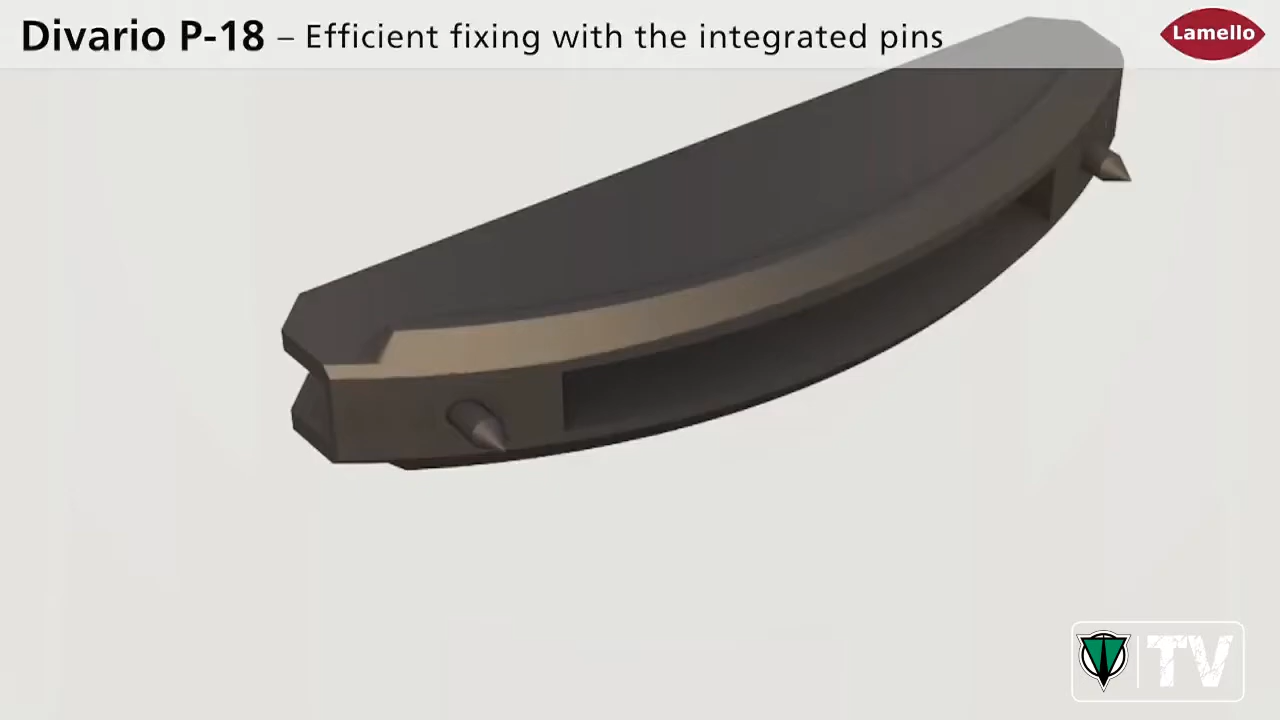 Divario P-18 – Efficient fixing with the integrated pins
Lamello
TV